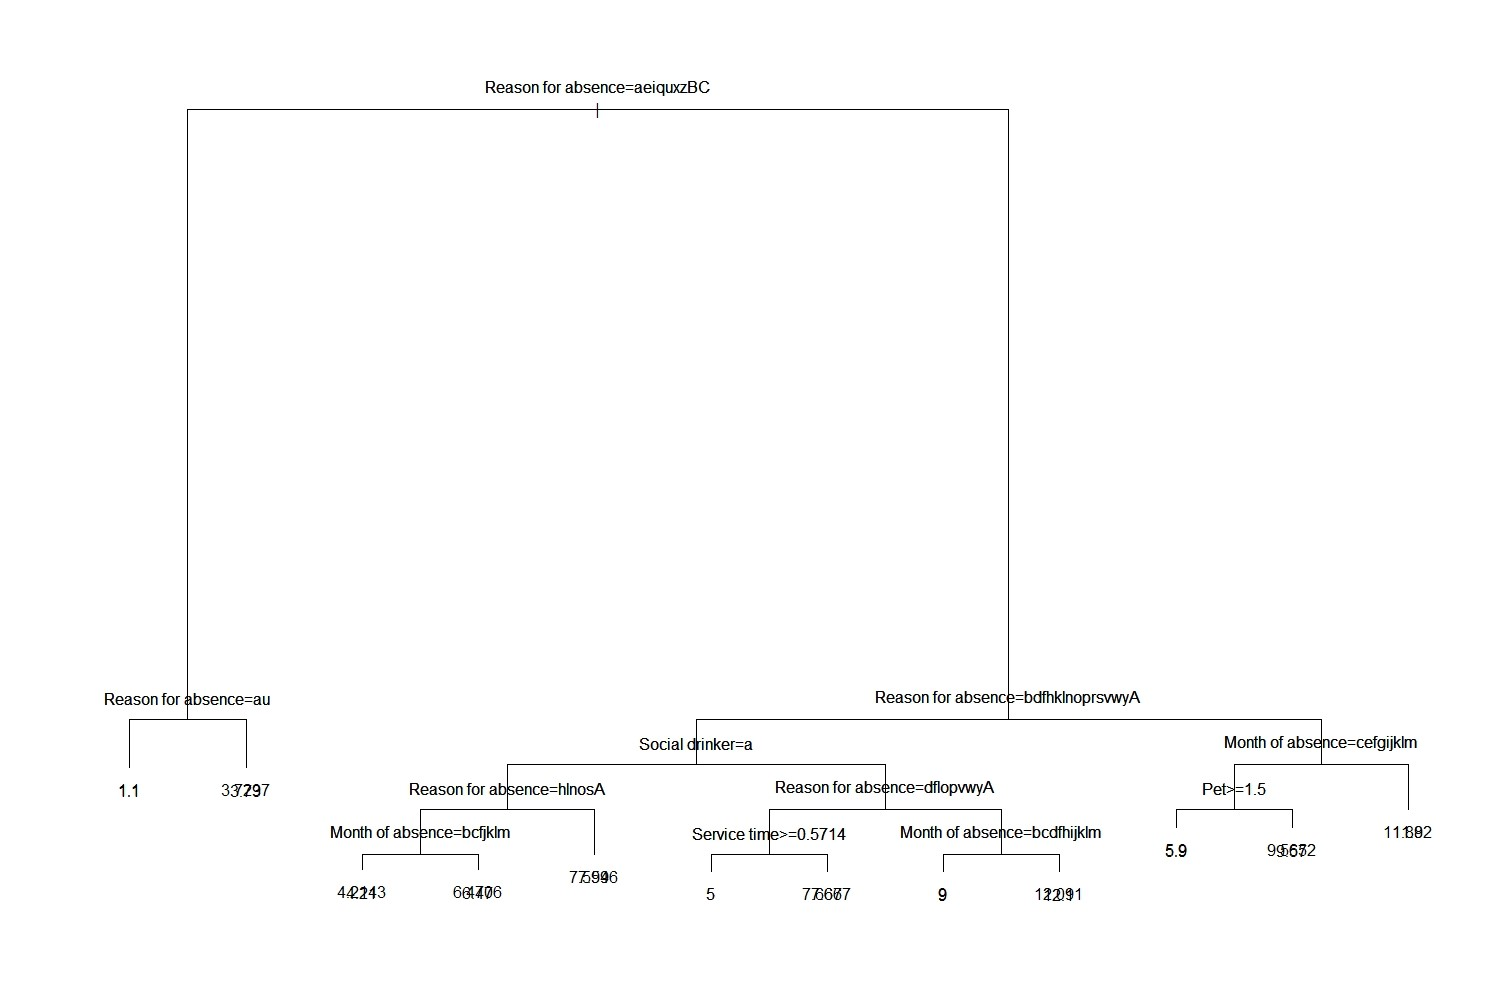 Reason for absence=aeiquxzBC
Reason for absence=au
Reason for absence=bdfhklnoprsvwyA
Social drinker=a
Month of absence=cefgijklm
Reason for absence=hlnosA
Reason for absence=dflopvwyA
Pet>=1.5
1.1
Month of absence=bcfjklm
Service time>=0.5714
Month of absence=bcdfhijklm
5.9
5
9